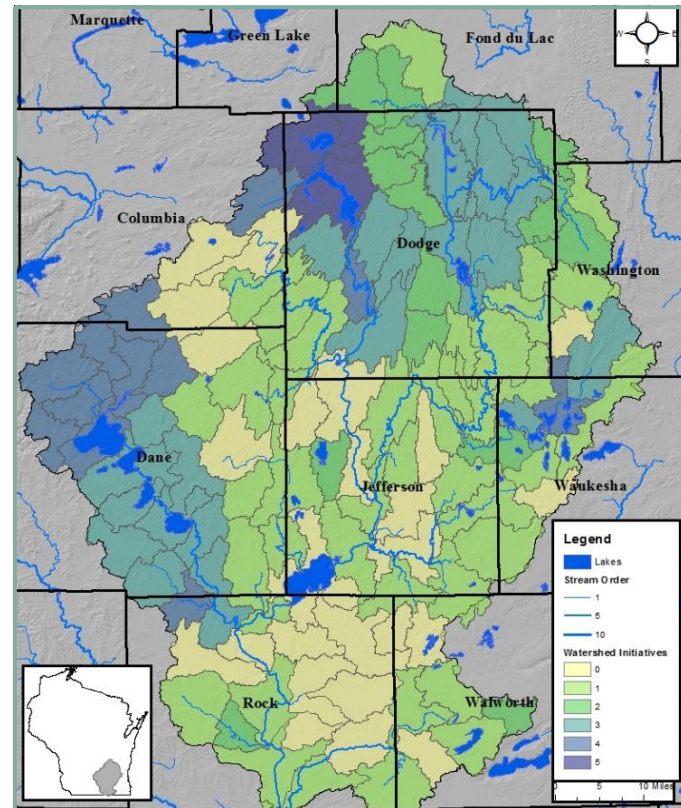 Marquette
Green Lake
Fond du Lac
N
W
E
S
Columbia
Dodge
Washington
Dane
Jefferson
Waukesha
Rock
Walworth
Legend
Lakes
Stream Order
1
5
10
Watershed Initiatives
0
1
2
3
4
5
0
5
10 Miles